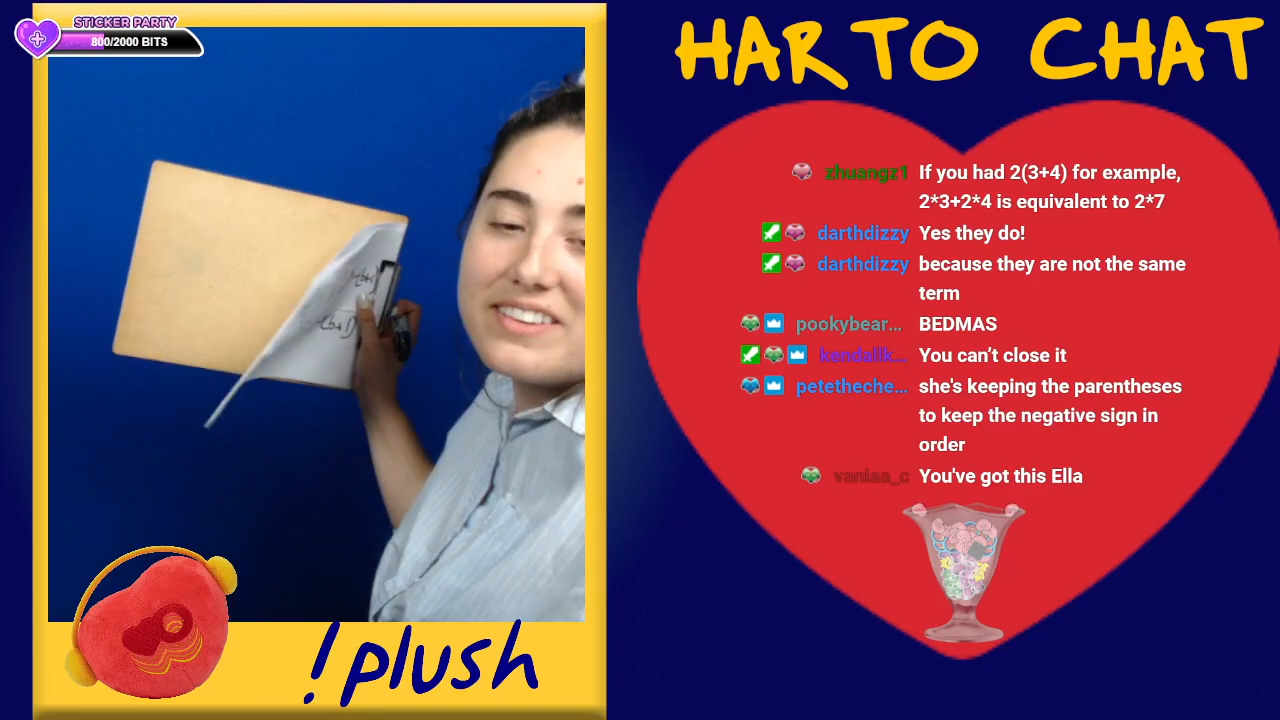 STICKER PARTY
800/2000 BITS
HARTO CHAT
zhuangz1 If you had 2(3+4) for example,
2*3+2*4 is equivalent to 2*7
darthdizzy Yes they do!
darthdizzy because they are not the same
term
pookybear... BEDMAS
kendallk... You can't close it
petetheche... she's keeping the parentheses
to keep the negative sign in
order
vaniaa_c You've got this Ella
!plush